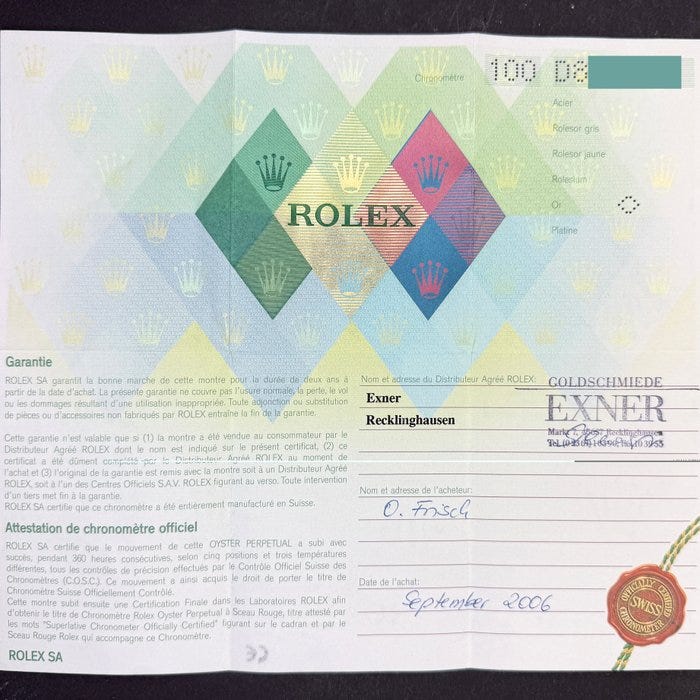 Chronomètre
100 D8
Acier
Rolesor gris
Rolesor jaune
Rolesium
Or
Platine
ROLEX
Garantie
ROLEX SA garantit la bonne marche de cette montre pour la durée de deux ans à
partir de la date d'achat. La présente garantie ne couvre pas l'usure normale, la perte, le vol
ou les dommages résultant d'une utilisation inappropriée. Toute adjonction ou substitution
de pièces ou d'accessoires non fabriqués par ROLEX entraîne la fin de la garantie.
Cette garantie n'est valable que si (1) la montre a été vendue au consommateur par le
Distributeur Agréé ROLEX dont le nom est indiqué sur le présent certificat, (2) ce
certificat a été dûment complété par le Distributeur Agréé ROLEX au moment de
l'achat et (3) l'original de la garantie est remis avec la montre soit à un Distributeur Agréé
ROLEX, soit à l'un des Centres Officiels S.A.V. ROLEX figurant au verso. Toute intervention
d'un tiers met fin à la garantie.
ROLEX SA certifie que ce chronomètre a été entièrement manufacturé en Suisse.
Attestation de chronomètre officiel
ROLEX SA certifie que le mouvement de cette OYSTER PERPETUAL a subi avec
succès, pendant 360 heures consécutives, selon cinq positions et trois températures
différentes, tous les contrôles de précision effectués par le Contrôle Officiel Suisse des
Chronomètres (C.O.S.C.). Ce mouvement a ainsi acquis le droit de porter le titre de
Chronomètre Suisse Officiellement Contrôlé.
Cette montre subit ensuite une Certification Finale dans les Laboratoires ROLEX afin
d'obtenir le titre de Chronomètre Rolex Oyster Perpetual à Sceau Rouge, titre attesté par
les mots "Superlative Chronometer Officially Certified" figurant sur le cadran et par le
Sceau Rouge Rolex qui accompagne ce Chronomètre.
ROLEX SA
Nom et adresse du Distributeur Agréé ROLEX:
Exner
Recklinghausen
GOLDSCHMIEDE
EXNER
Nom et adresse de l'acheteur:
O. Frisch
Date de l'achat:
September 2006
OFFICIALLY CERTIFIED
SWISS
CHRONOMETER